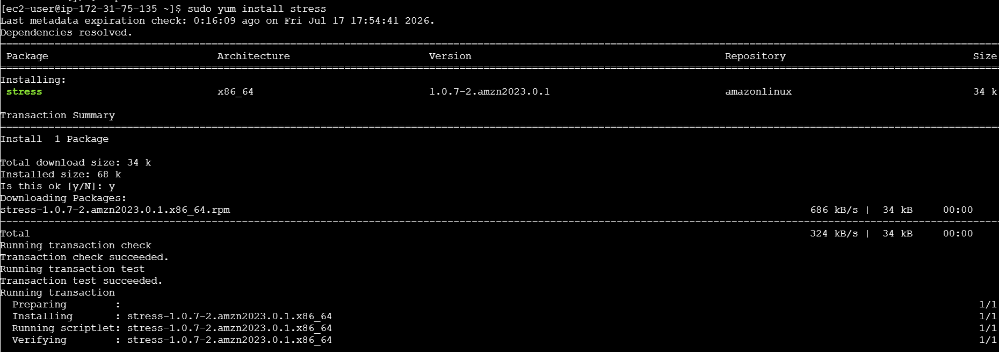 [ec2-user@ip-172-31-75-135 ~]$ sudo yum install stress
Last metadata expiration check: 0:16:09 ago on Fri Jul 17 17:54:41 2026.
Dependencies resolved.
Package Architecture Version Repository Size
Installing:
stress x86_64 1.0.7-2.amzn2023.0.1 amazonlinux 34 k
Transaction Summary
Install  1 Package
Total download size: 34 k
Installed size: 68 k
Is this ok [y/N]: y
Downloading Packages:
stress-1.0.7-2.amzn2023.0.1.x86_64.rpm 686 kB/s |  34 kB     00:00
Total 324 kB/s |  34 kB     00:00
Running transaction check
Transaction check succeeded.
Running transaction test
Transaction test succeeded.
Running transaction
  Preparing        : 1/1
  Installing       : stress-1.0.7-2.amzn2023.0.1.x86_64 1/1
  Running scriptlet: stress-1.0.7-2.amzn2023.0.1.x86_64 1/1
  Verifying        : stress-1.0.7-2.amzn2023.0.1.x86_64 1/1